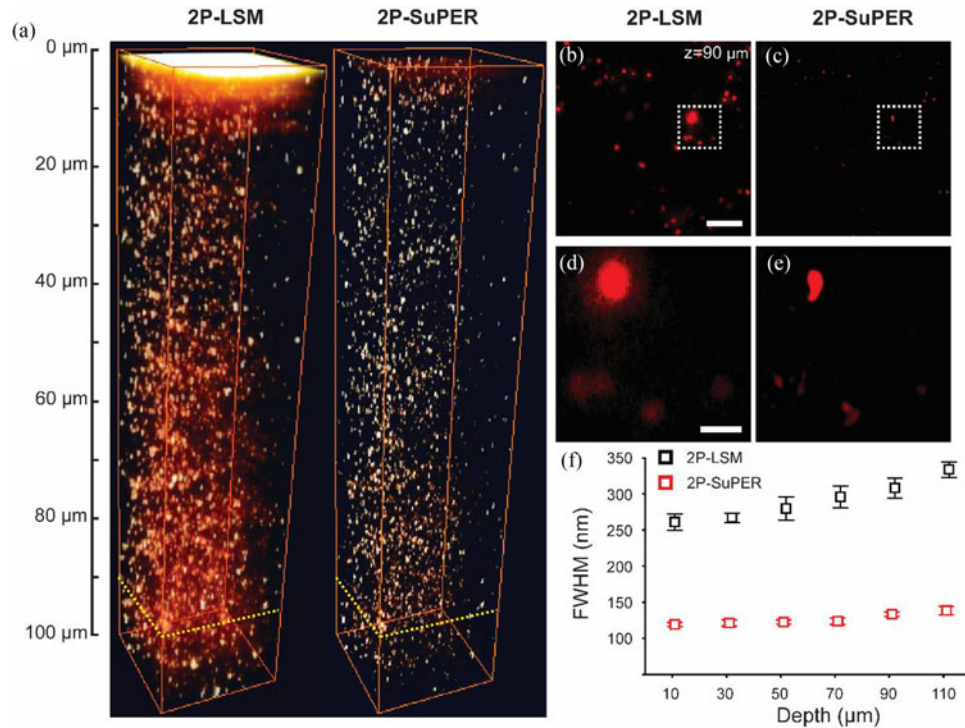 (a)
2P-LSM
2P-SuPER
0 µm
20 µm
40 µm
60 µm
80 µm
100 µm
2P-LSM
2P-SuPER
(b)
z=90 µm
(c)
(d)
(e)
(f)
2P-LSM
2P-SuPER
FWHM (nm)
350
300
250
200
150
100
10 30 50 70 90 110
Depth (µm)